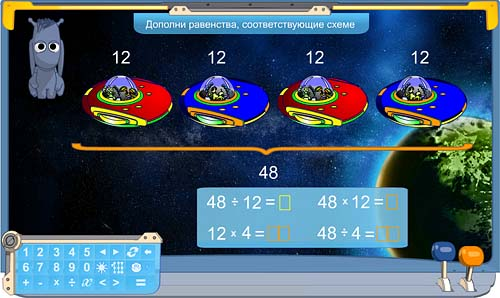 Дополни равенства, соответствующие схеме
12 12 12 12
48
48 ÷ 12 = □ 48 × 12 = □
12 × 4 = □□ 48 ÷ 4 = □□
1 2 3 4 5
6 7 8 9 0
+ - × ÷ x < > =